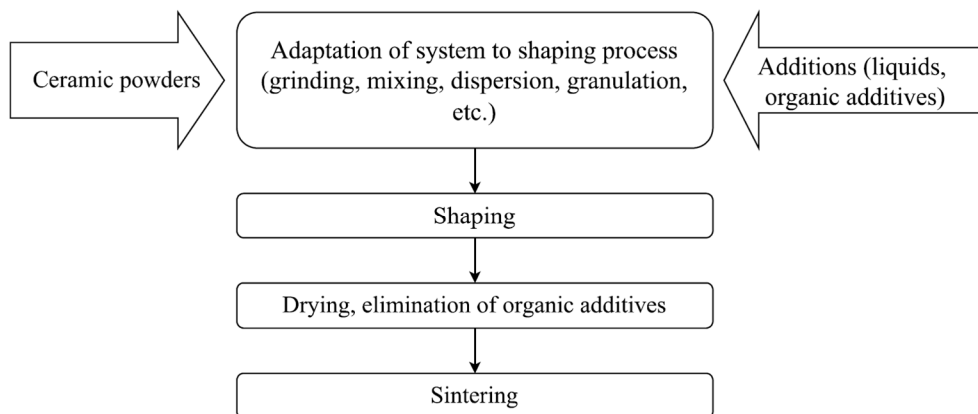 Ceramic powders
Adaptation of system to shaping process
(grinding, mixing, dispersion, granulation,
etc.)
Additions (liquids,
organic additives)
Shaping
Drying, elimination of organic additives
Sintering